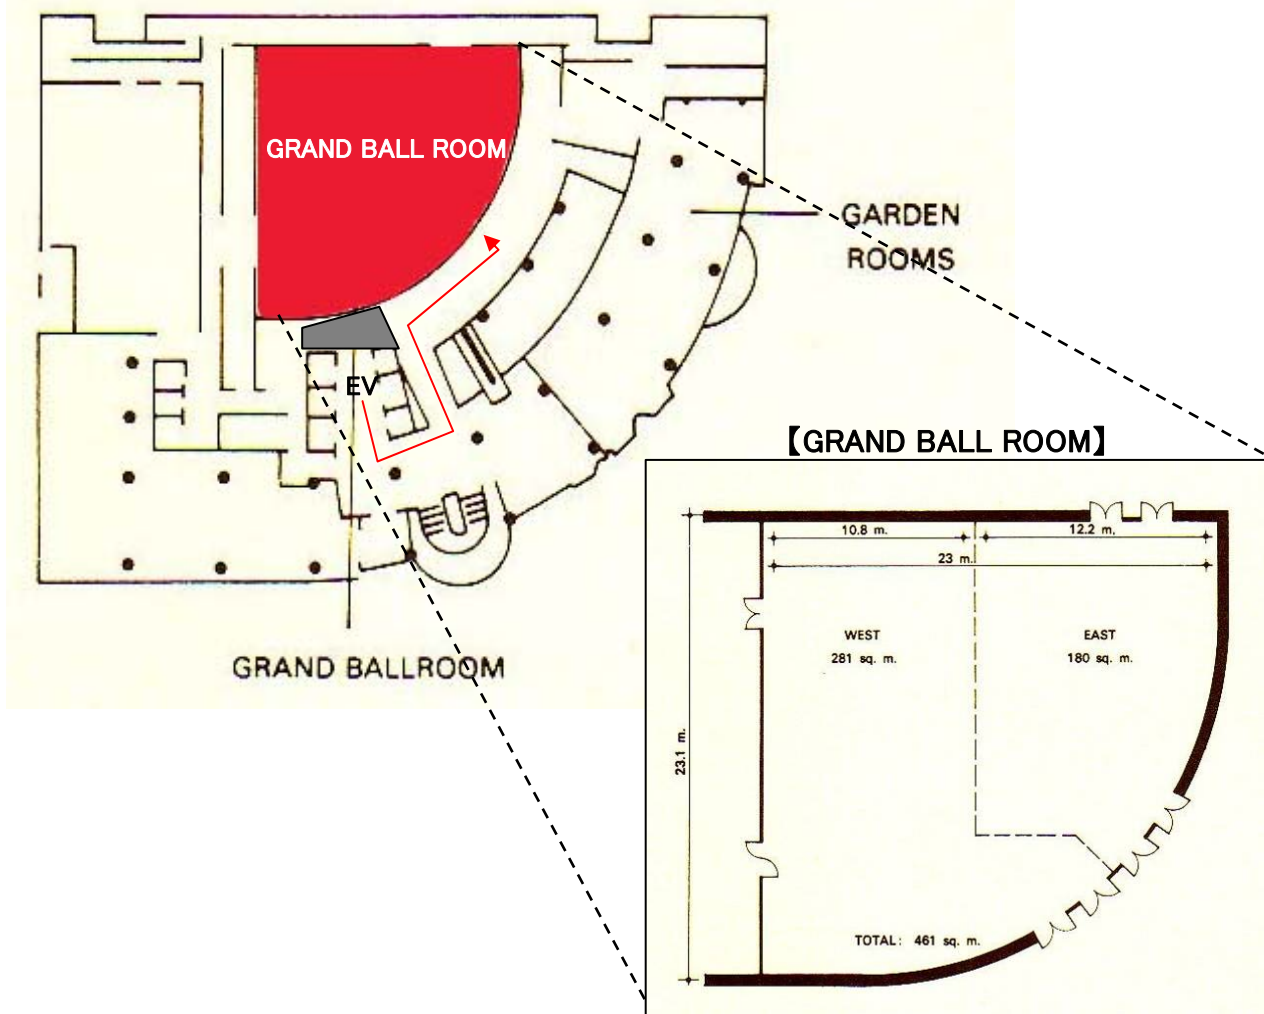 GRAND BALL ROOM
GARDEN
ROOMS
EV
GRAND BALLROOM
【GRAND BALL ROOM】
10.8 m.
12.2 m.
23 m.
WEST
281 sq. m.
EAST
180 sq. m.
23.1 m.
TOTAL: 461 sq. m.